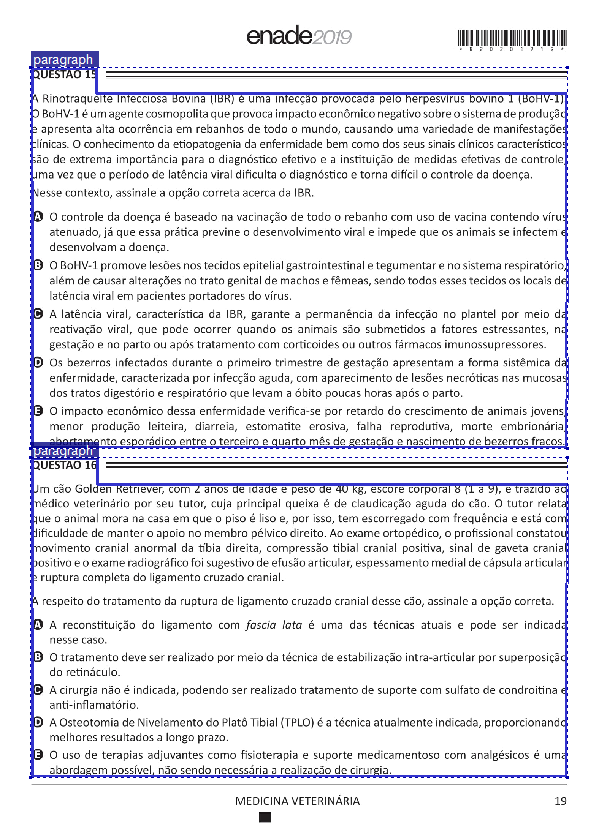 enade2019
paragraph
QUESTÃO 15
A Rinotraqueíte Infecciosa Bovina (IBR) é uma infecção provocada pelo herpesvírus bovino 1 (BoHV-1).
O BoHV-1 é um agente cosmopolita que provoca impacto econômico negativo sobre o sistema de produção
e apresenta alta ocorrência em rebanhos de todo o mundo, causando uma variedade de manifestações
clínicas. O conhecimento da etiopatogenia da enfermidade bem como dos seus sinais clínicos característicos
são de extrema importância para o diagnóstico efetivo e a instituição de medidas efetivas de controle,
uma vez que o período de latência viral dificulta o diagnóstico e torna difícil o controle da doença.
Nesse contexto, assinale a opção correta acerca da IBR.
A O controle da doença é baseado na vacinação de todo o rebanho com uso de vacina contendo vírus
atenuado, já que essa prática previne o desenvolvimento viral e impede que os animais se infectem e
desenvolvam a doença.
B O BoHV-1 promove lesões nos tecidos epitelial gastrointestinal e tegumentar e no sistema respiratório,
além de causar alterações no trato genital de machos e fêmeas, sendo todos esses tecidos os locais de
latência viral em pacientes portadores do vírus.
C A latência viral, característica da IBR, garante a permanência da infecção no plantel por meio da
reativação viral, que pode ocorrer quando os animais são submetidos a fatores estressantes, na
gestação e no parto ou após tratamento com corticoides ou outros fármacos imunossupressores.
D Os bezerros infectados durante o primeiro trimestre de gestação apresentam a forma sistêmica da
enfermidade, caracterizada por infecção aguda, com aparecimento de lesões necróticas nas mucosas
dos tratos digestório e respiratório que levam a óbito poucas horas após o parto.
E O impacto econômico dessa enfermidade verifica-se por retardo do crescimento de animais jovens,
menor produção leiteira, diarreia, estomatite erosiva, falha reprodutiva, morte embrionária,
abortamento esporádico entre o terceiro e quarto mês de gestação e nascimento de bezerros fracos.
paragraph
QUESTÃO 16
Um cão Golden Retriever, com 2 anos de idade e peso de 40 kg, escore corporal 8 (1 a 9), é trazido ao
médico veterinário por seu tutor, cuja principal queixa é de claudicação aguda do cão. O tutor relata
que o animal mora na casa em que o piso é liso e, por isso, tem escorregado com frequência e está com
dificuldade de manter o apoio no membro pélvico direito. Ao exame ortopédico, o profissional constatou
movimento cranial anormal da tíbia direita, compressão tibial cranial positiva, sinal de gaveta cranial
positivo e o exame radiográfico foi sugestivo de efusão articular, espessamento medial de cápsula articular
e ruptura completa do ligamento cruzado cranial.
A respeito do tratamento da ruptura de ligamento cruzado cranial desse cão, assinale a opção correta.
A A reconstituição do ligamento com fascia lata é uma das técnicas atuais e pode ser indicada
nesse caso.
B O tratamento deve ser realizado por meio da técnica de estabilização intra-articular por superposição
do retináculo.
C A cirurgia não é indicada, podendo ser realizado tratamento de suporte com sulfato de condroitina e
anti-inflamatório.
D A Osteotomia de Nivelamento do Platô Tibial (TPLO) é a técnica atualmente indicada, proporcionando
melhores resultados a longo prazo.
E O uso de terapias adjuvantes como fisioterapia e suporte medicamentoso com analgésicos é uma
abordagem possível, não sendo necessária a realização de cirurgia.
MEDICINA VETERINÁRIA
19